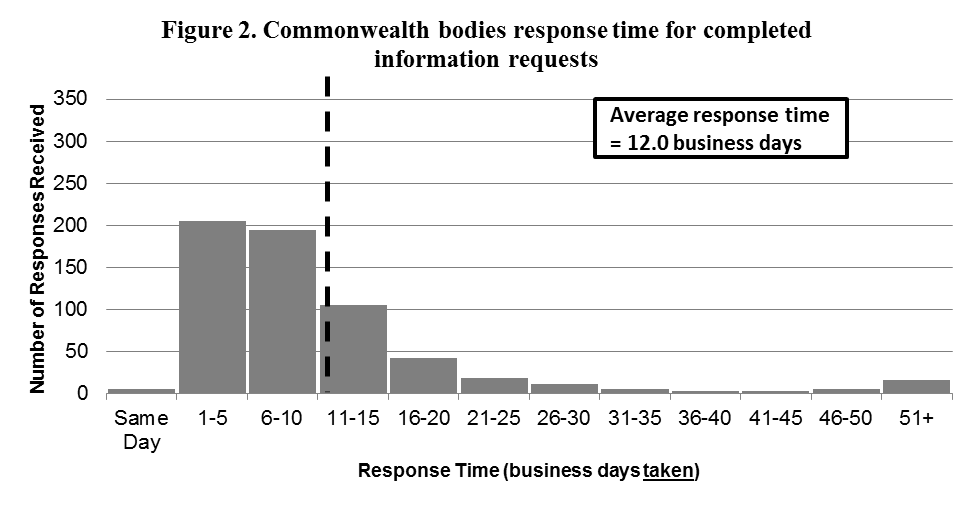 Figure 2. Commonwealth bodies response time for completed
information requests
Average response time
= 12.0 business days
Number of Responses Received
350
300
250
200
150
100
50
0
Same Day 1-5 6-10 11-15 16-20 21-25 26-30 31-35 36-40 41-45 46-50 51+
Response Time (business days taken)